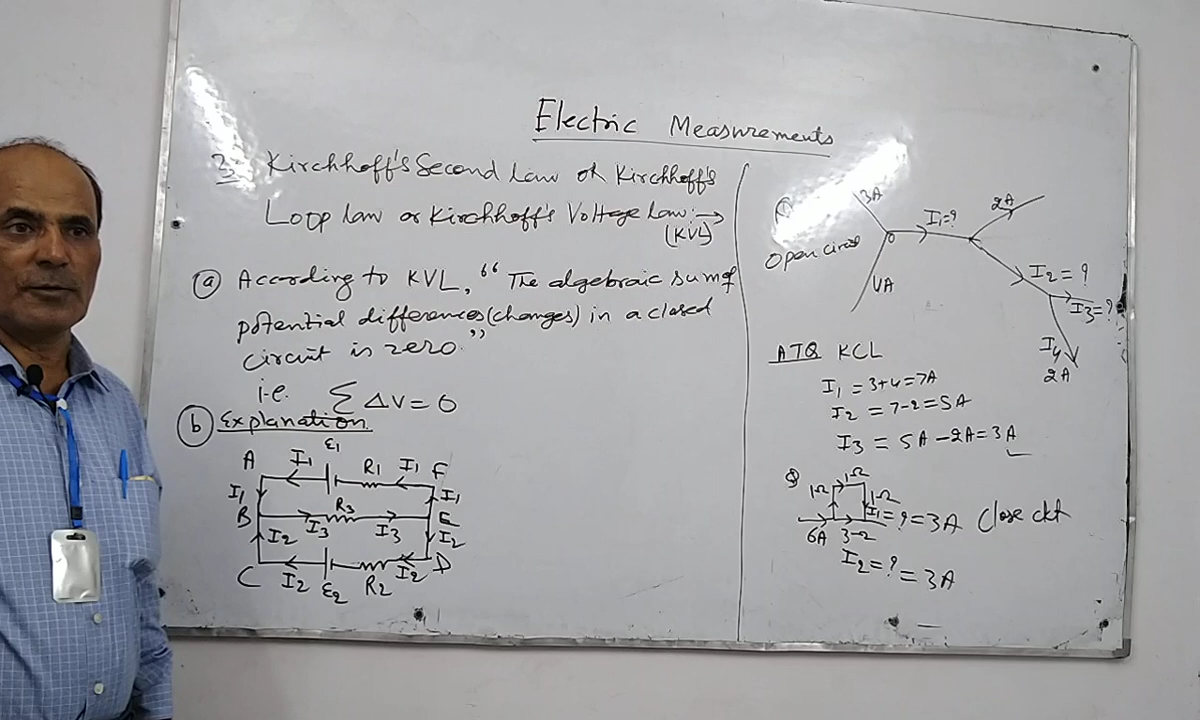 Electric Measurements
3. Kirchhoff's Second Law or Kirchhoff's
Loop law or Kirchhoff's Voltage law :→
(KVL)
(a) According to KVL, "The algebraic sum of
potential differences (changes) in a closed
circuit is zero."
i.e. Σ ΔV = 0
(b) Explanation
A I1 ε1 R1 I1 F
I1 I1
B I3 R3 I3 E
I2 I2
C I2 ε2 R2 I2 D
3A I1=? 2A
Open circuit
4A I2=?
I3=?
I4
2A
ATQ KCL
I1 = 3+4=7A
I2 = 7-2=5A
I3 = 5A-2A=3A
Q 1Ω
1Ω 1Ω
I1=?=3A Close ckt
6A 3Ω
I2=?=3A